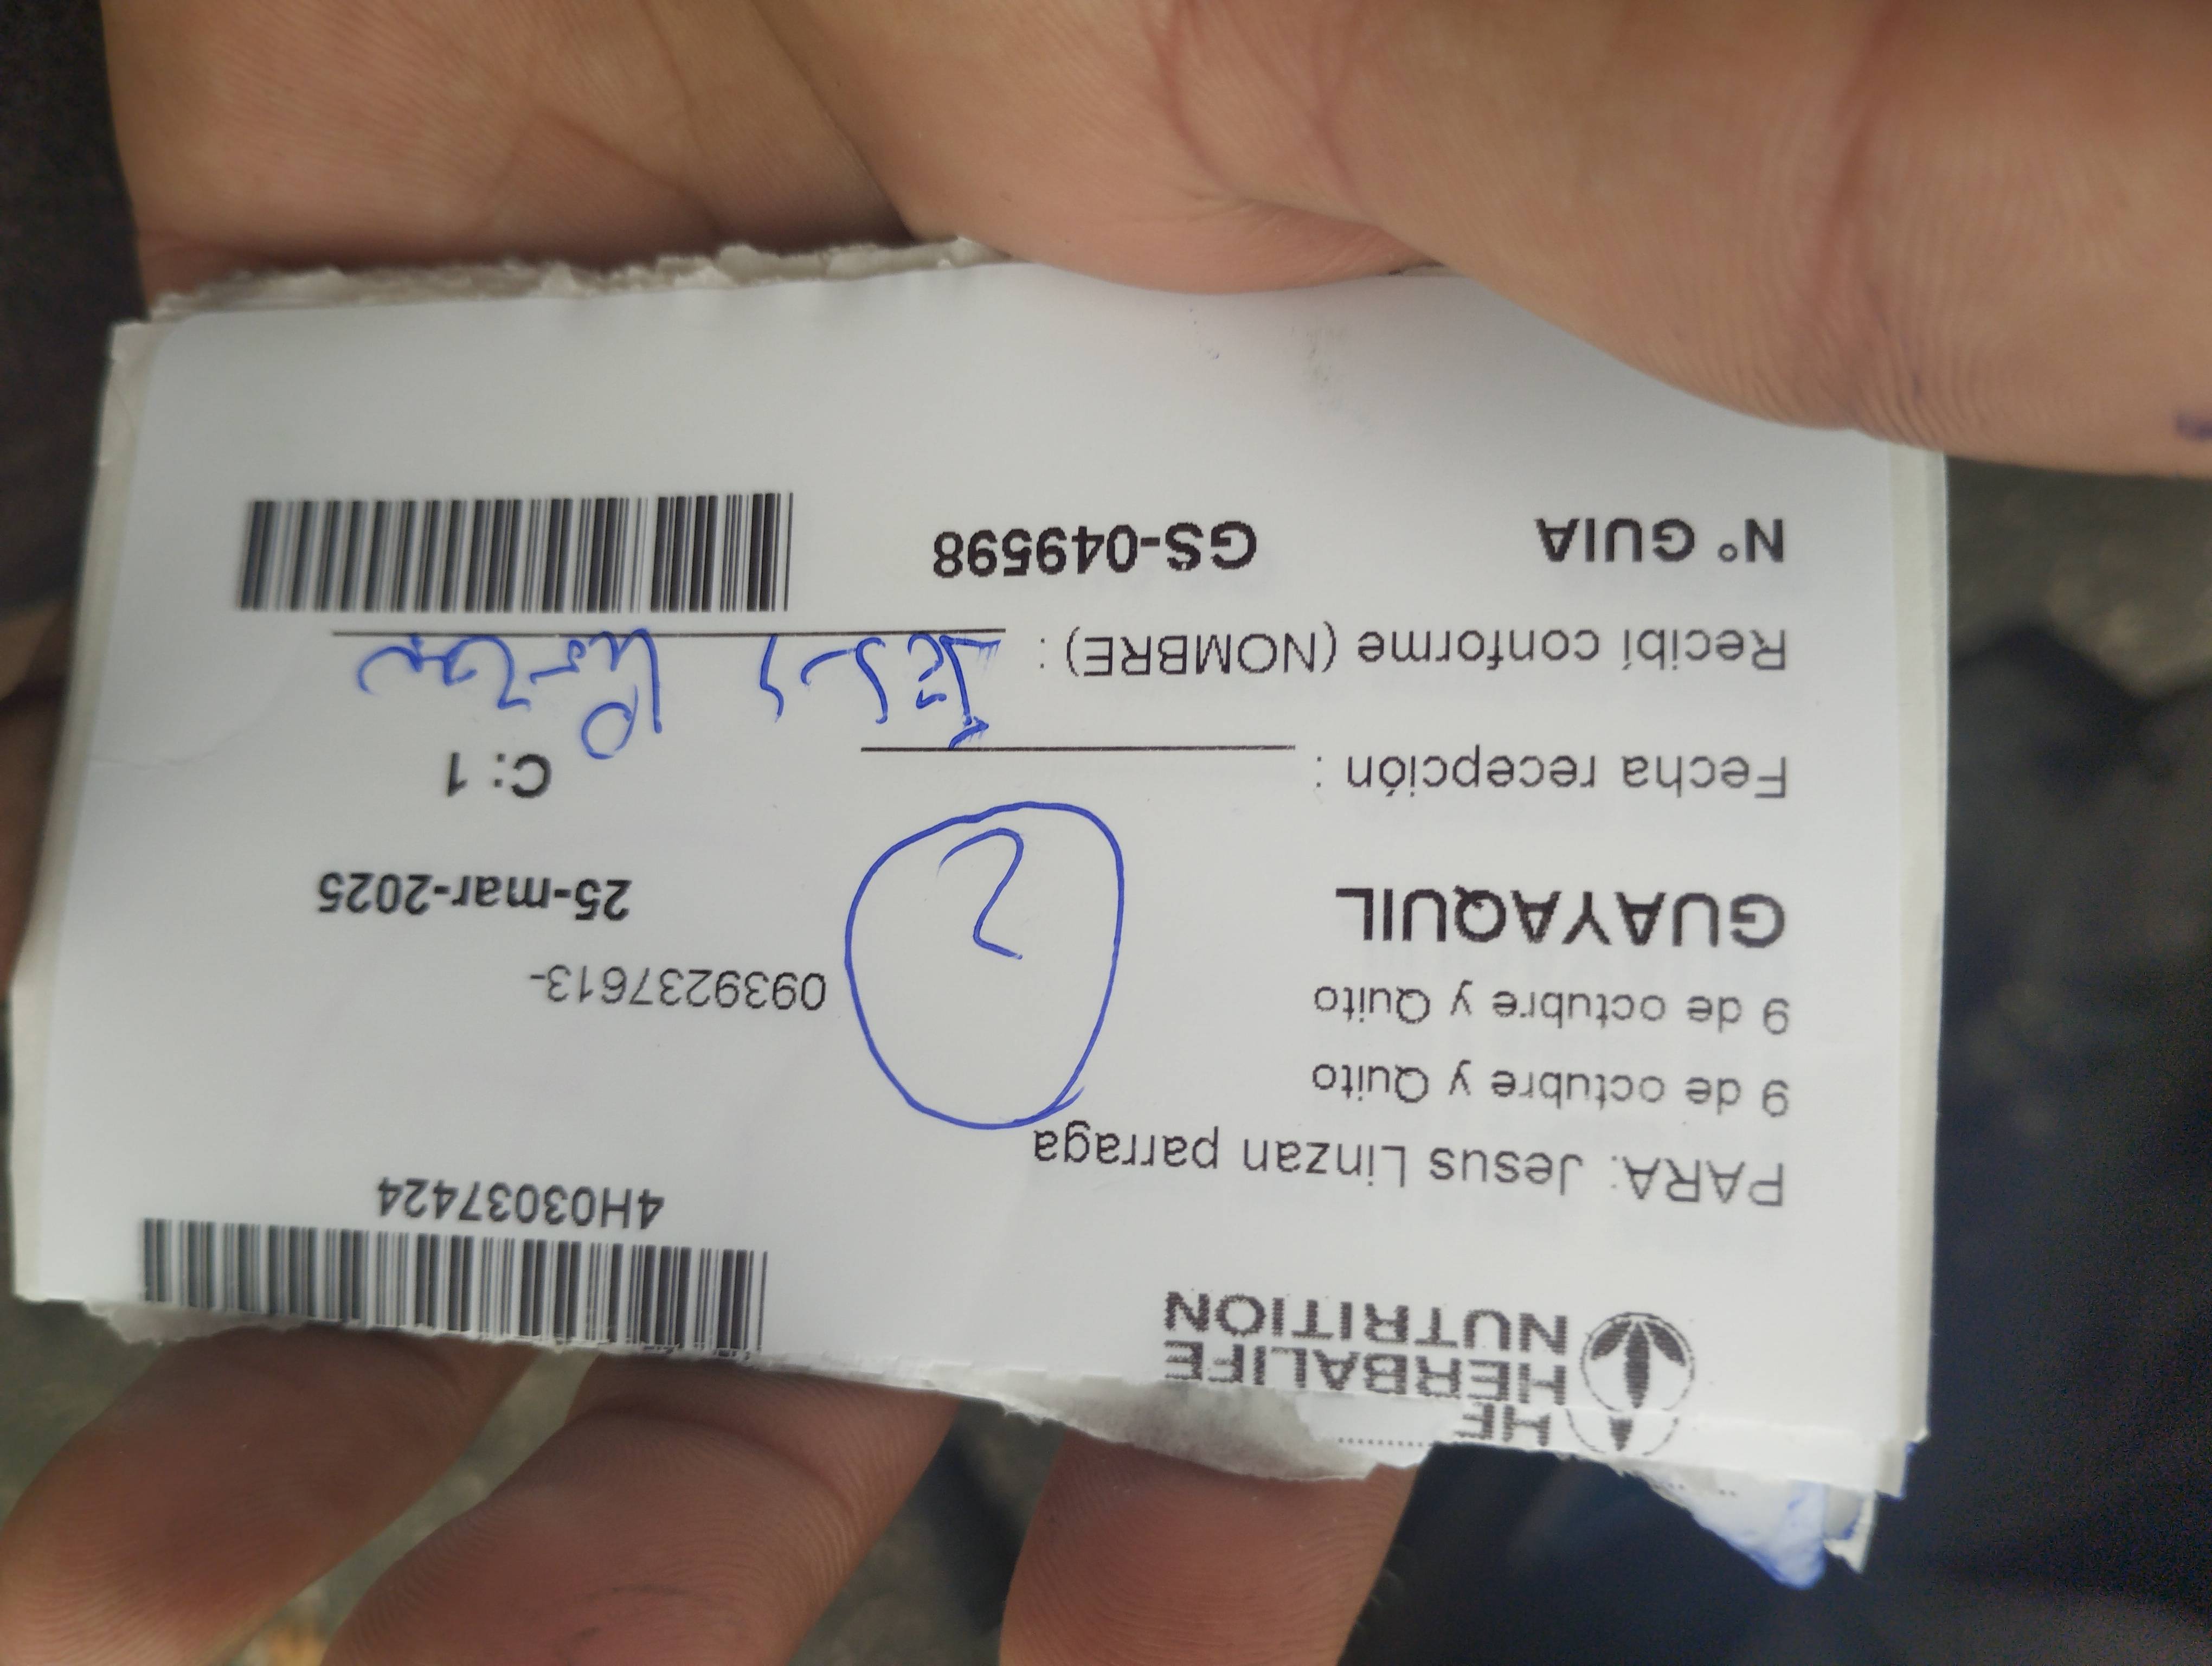 HE
HERBALIFE
NUTRITION
4H03037424
PARA: Jesus Linzan parraga
9 de octubre y Quito
9 de octubre y Quito
0939237613-
GUAYAQUIL
2
25-mar-2025
Fecha recepción :
C: 1
Recibí conforme (NOMBRE) :
N° GUIA
GS-049598